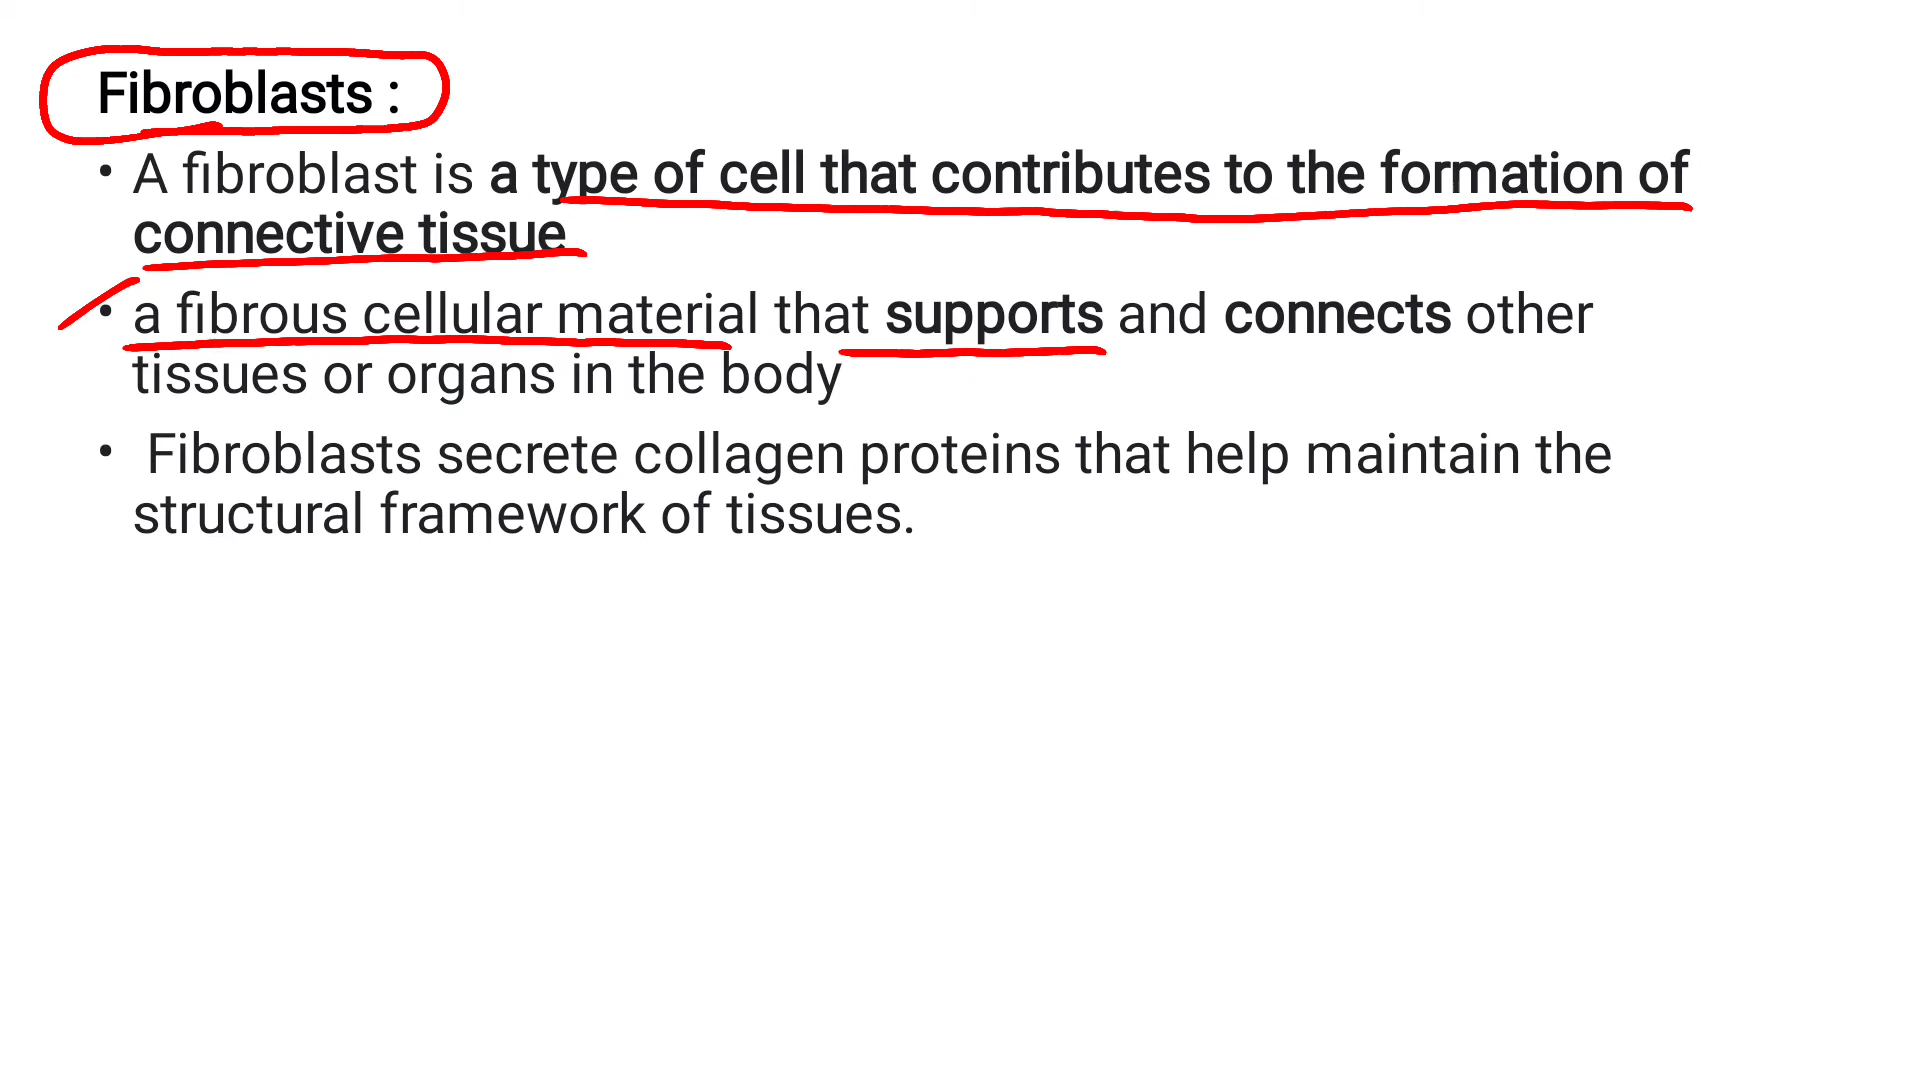 Fibroblasts :
• A fibroblast is a type of cell that contributes to the formation of
connective tissue
• a fibrous cellular material that supports and connects other
tissues or organs in the body
• Fibroblasts secrete collagen proteins that help maintain the
structural framework of tissues.